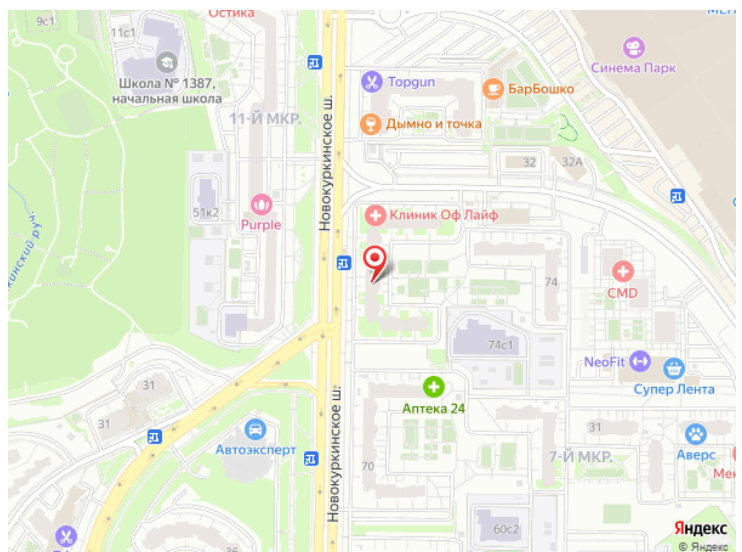 9с1
11с1
Остика
МЕГА
Синема Парк
Школа № 1387,
начальная школа
Topgun
БарБошко
11-Й МКР.
Дымно и точка
Новокуркинское ш.
32
32А
51к2
Purple
Клиник Оф Лайф
74
CMD
74с1
NeoFit
Супер Лента
31
31
Новокуркинское ш.
Аптека 24
Автоэксперт
31
Аверс
7-Й МКР.
70
60с2
Яндекс
© Яндекс